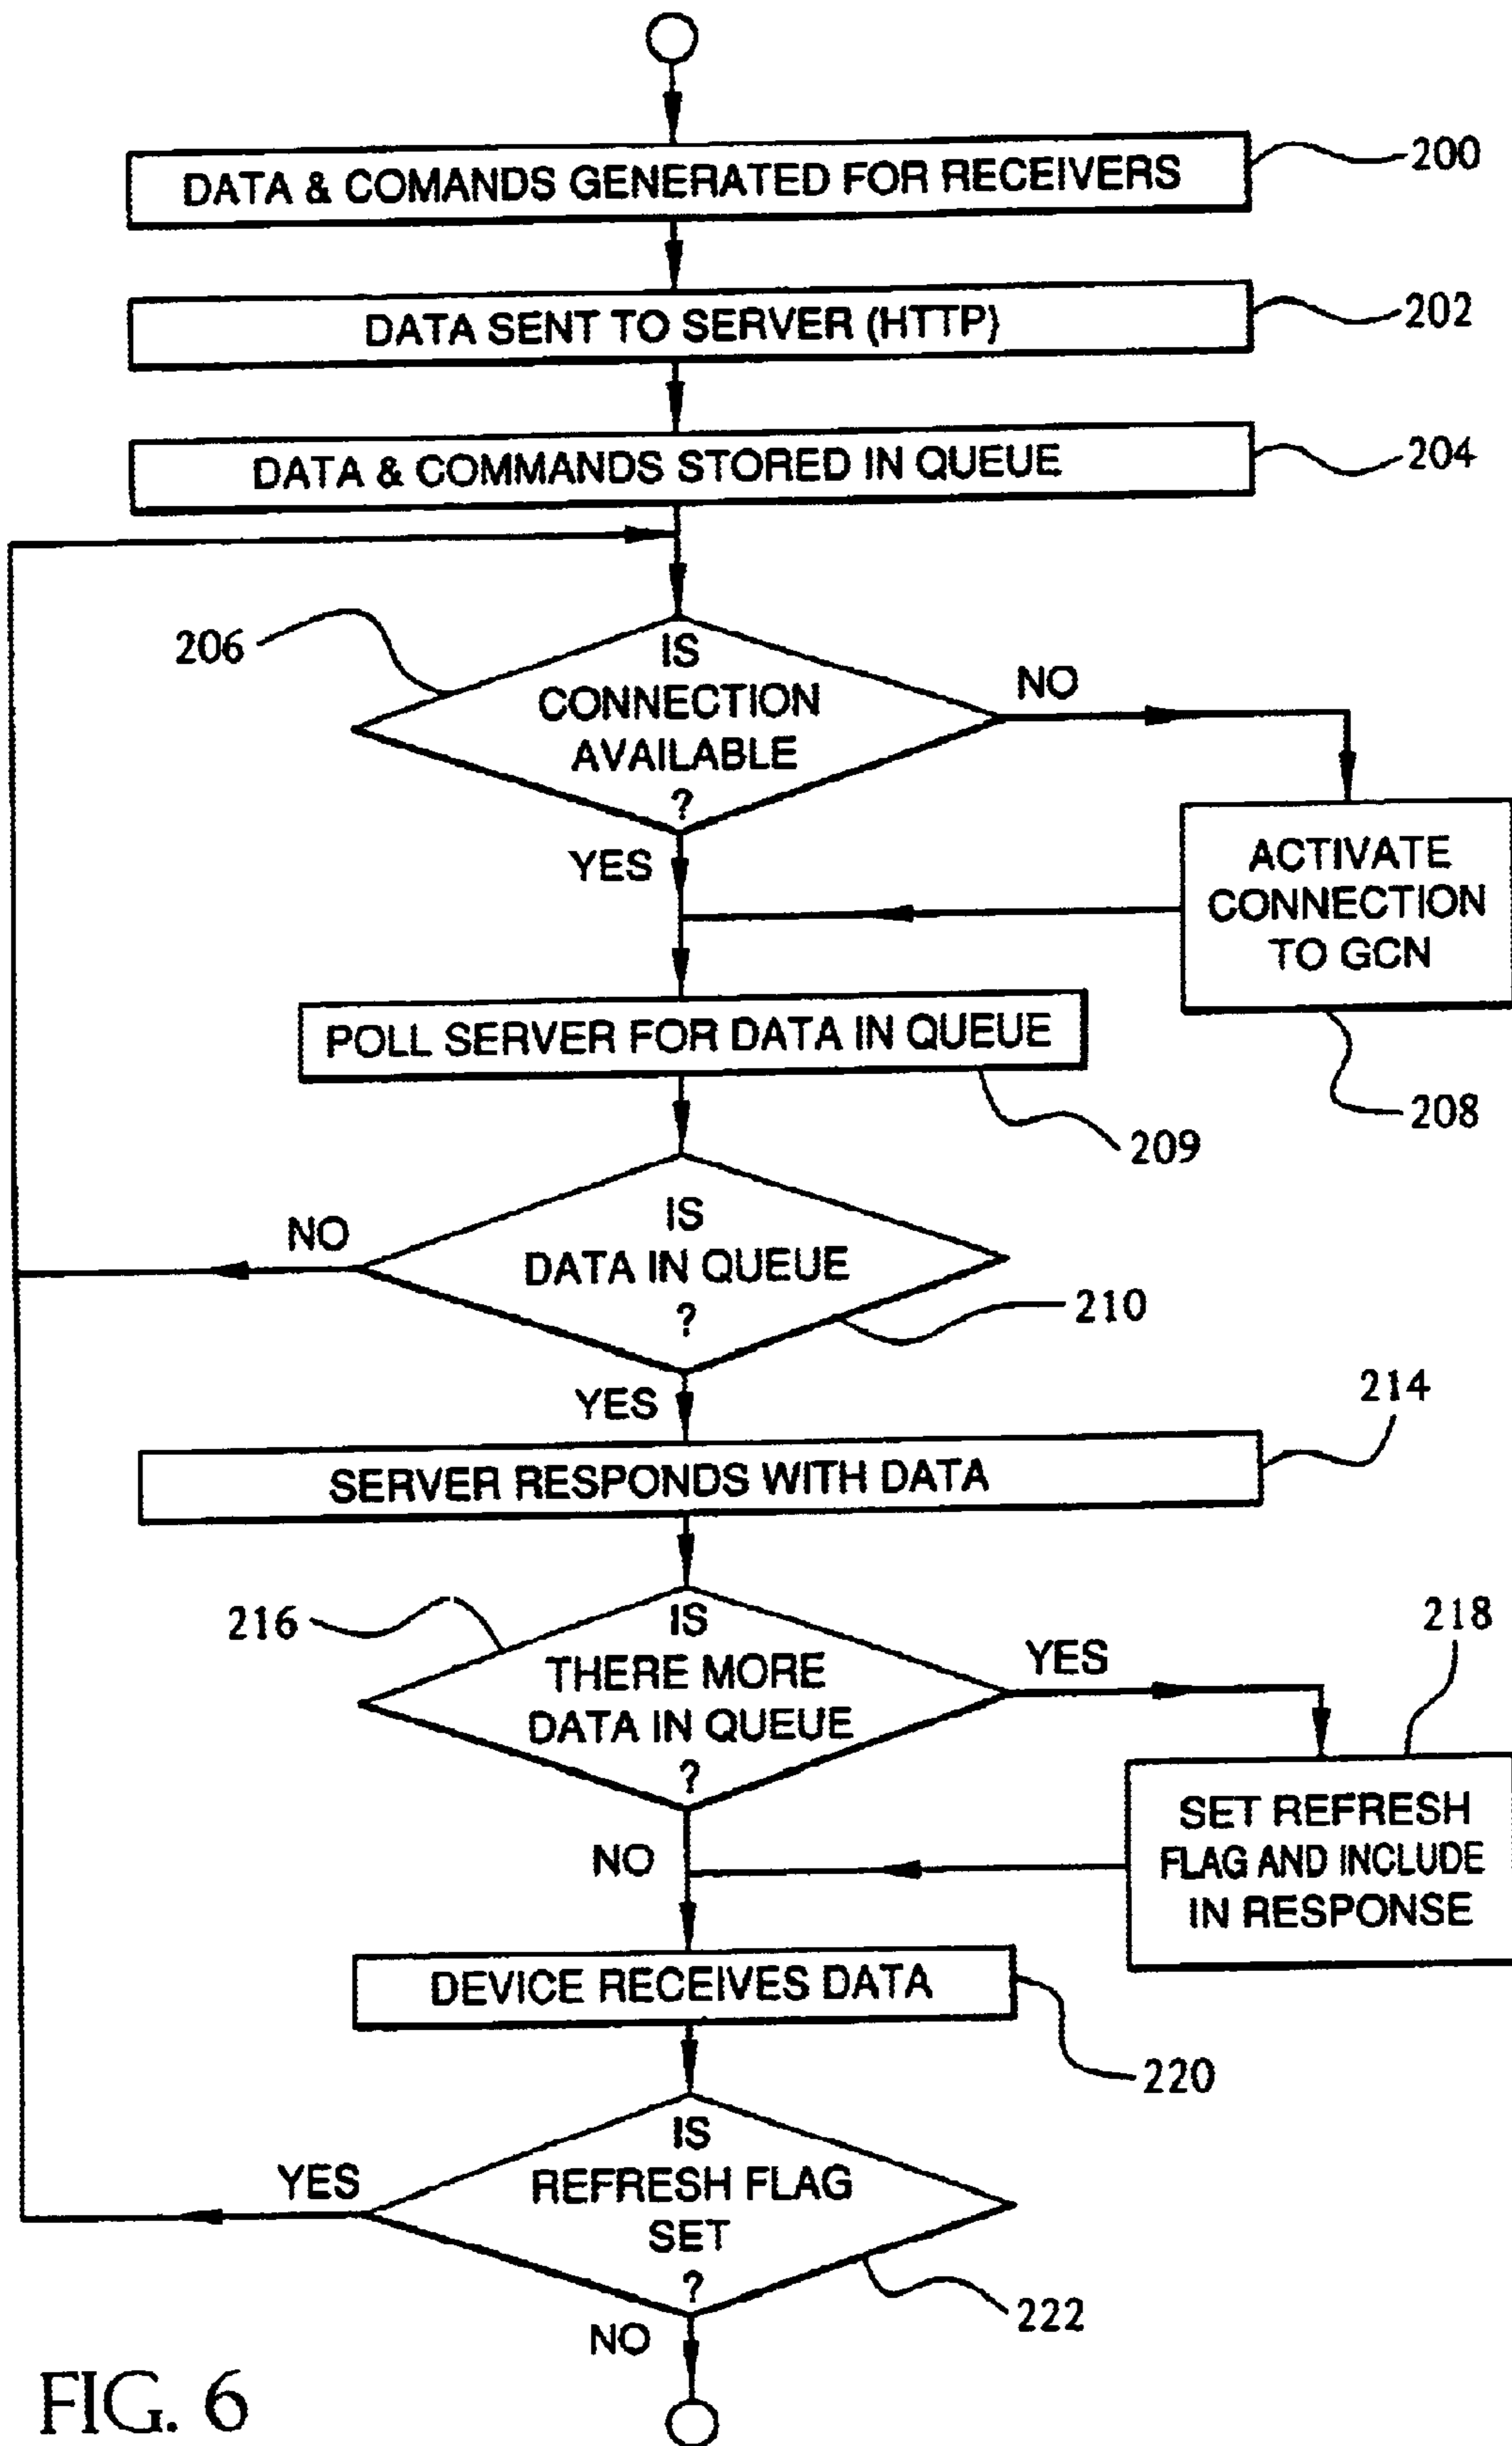 DATA & COMANDS GENERATED FOR RECEIVERS
200
DATA SENT TO SERVER (HTTP)
202
DATA & COMMANDS STORED IN QUEUE
204
206
IS
CONNECTION
AVAILABLE
?
NO
YES
ACTIVATE
CONNECTION
TO GCN
208
POLL SERVER FOR DATA IN QUEUE
209
IS
DATA IN QUEUE
?
NO
210
YES
214
SERVER RESPONDS WITH DATA
216
IS
THERE MORE
DATA IN QUEUE
?
YES
218
NO
SET REFRESH
FLAG AND INCLUDE
IN RESPONSE
DEVICE RECEIVES DATA
220
IS
REFRESH FLAG
SET
?
YES
222
NO
FIG. 6